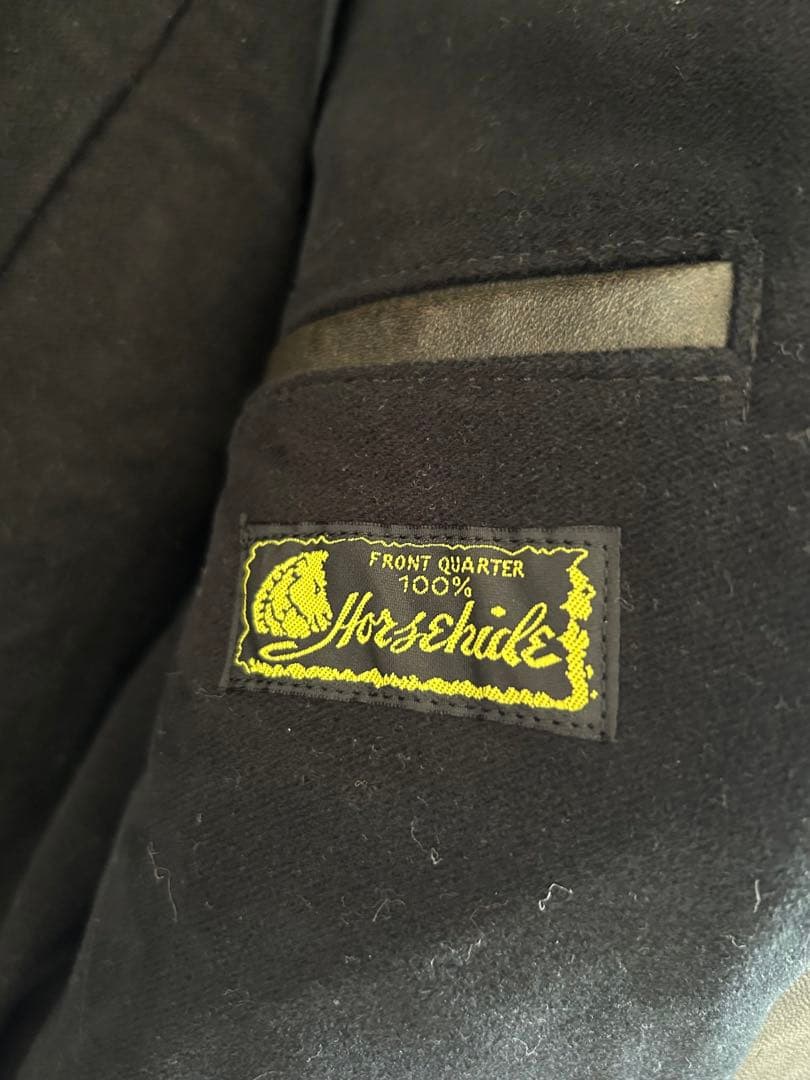 FRONT QUARTER
100%
Horsehide